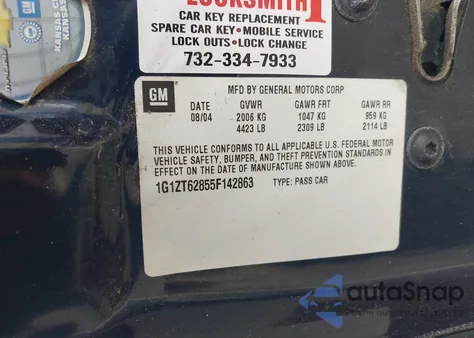 LOCKSMITH
CAR KEY REPLACEMENT
SPARE CAR KEY • MOBILE SERVICE
LOCK OUTS • LOCK CHANGE
732-334-7933
GM
KANSAS
KANSAS
GM
MFD BY GENERAL MOTORS CORP
DATE GVWR GAWR FRT GAWR RR
08/04 2006 KG 1047 KG 959 KG
4423 LB 2309 LB 2114 LB
THIS VEHICLE CONFORMS TO ALL APPLICABLE U.S. FEDERAL MOTOR
VEHICLE SAFETY, BUMPER, AND THEFT PREVENTION STANDARDS IN
EFFECT ON THE DATE OF MANUFACTURE SHOWN ABOVE.
1G1ZT62855F142863 TYPE: PASS CAR
autoSnap